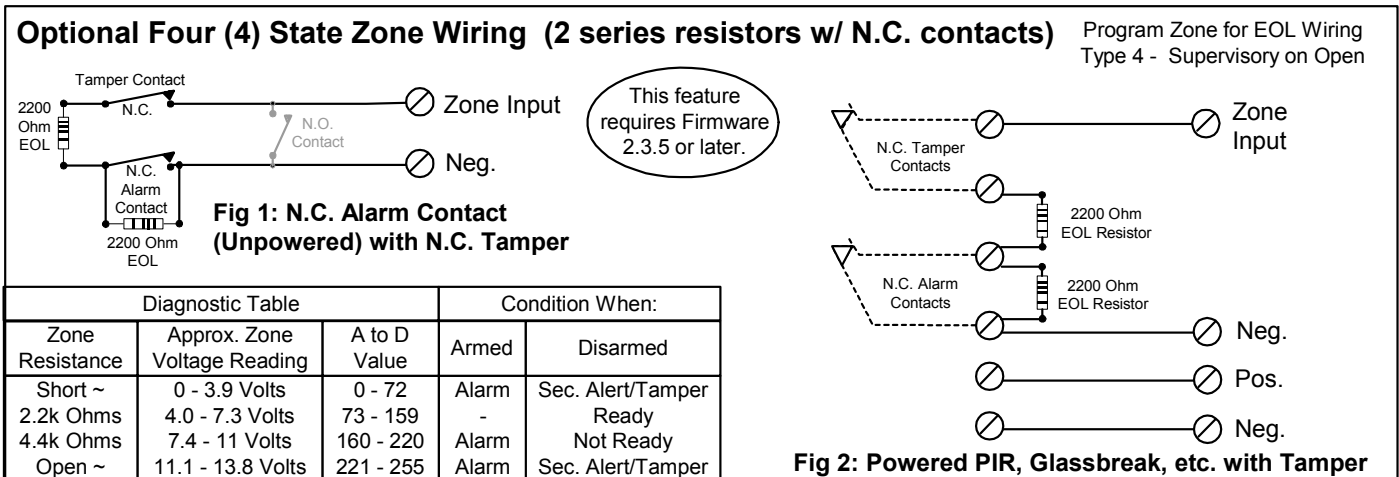 Optional Four (4) State Zone Wiring (2 series resistors w/ N.C. contacts)
Program Zone for EOL Wiring
Type 4 - Supervisory on Open
Tamper Contact
N.C.
2200
Ohm
EOL
N.O.
Contact
Zone Input
Neg.
N.C.
Alarm
Contact
2200 Ohm
EOL
Fig 1: N.C. Alarm Contact
(Unpowered) with N.C. Tamper
This feature
requires Firmware
2.3.5 or later.
Zone
Input
N.C. Tamper
Contacts
2200 Ohm
EOL Resistor
N.C. Alarm
Contacts
2200 Ohm
EOL Resistor
Neg.
Pos.
Neg.
Fig 2: Powered PIR, Glassbreak, etc. with Tamper
Diagnostic Table Condition When:
Zone Resistance Approx. Zone Voltage Reading A to D Value Armed Disarmed
Short ~ 0 - 3.9 Volts 0 - 72 Alarm Sec. Alert/Tamper
2.2k Ohms 4.0 - 7.3 Volts 73 - 159 - Ready
4.4k Ohms 7.4 - 11 Volts 160 - 220 Alarm Not Ready
Open ~ 11.1 - 13.8 Volts 221 - 255 Alarm Sec. Alert/Tamper